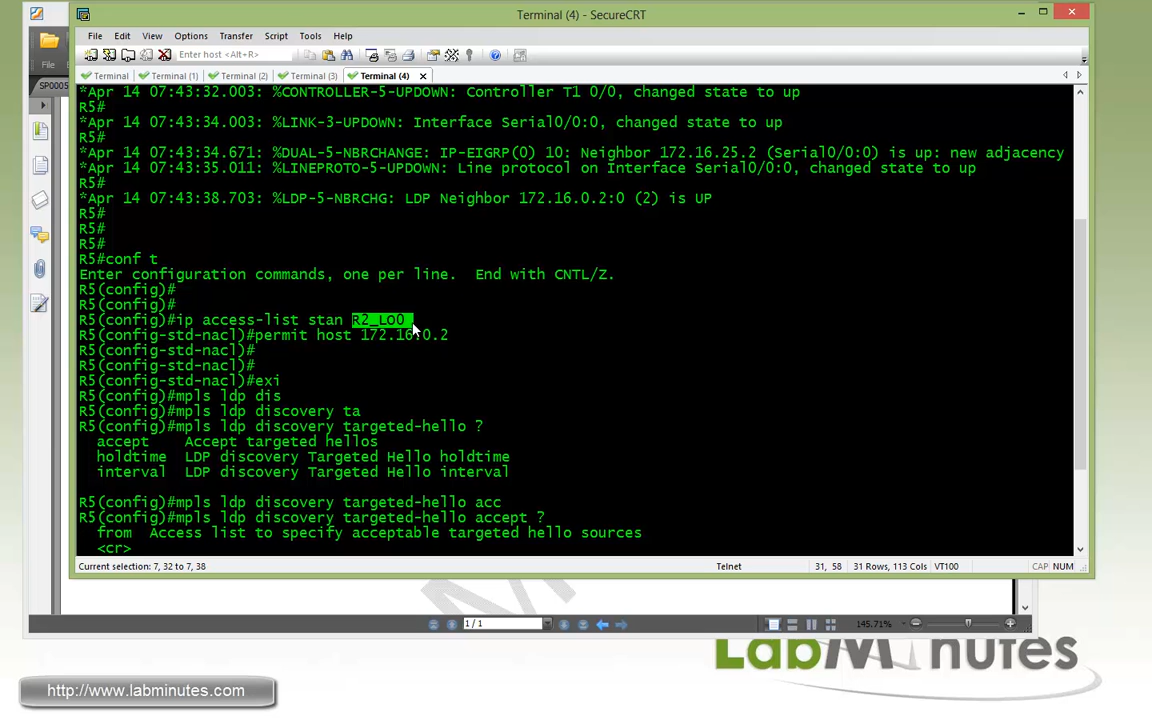 Terminal (4) - SecureCRT
File Edit View Options Transfer Script Tools Help
Enter host <Alt+R>
File
Terminal Terminal (1) Terminal (2) Terminal (3) Terminal (4)
SP0005
*Apr 14 07:43:32.003: %CONTROLLER-5-UPDOWN: Controller T1 0/0, changed state to up
R5#
*Apr 14 07:43:34.003: %LINK-3-UPDOWN: Interface Serial0/0:0, changed state to up
R5#
*Apr 14 07:43:34.671: %DUAL-5-NBRCHANGE: IP-EIGRP(0) 10: Neighbor 172.16.25.2 (Serial0/0:0) is up: new adjacency
*Apr 14 07:43:35.011: %LINEPROTO-5-UPDOWN: Line protocol on Interface Serial0/0:0, changed state to up
R5#
*Apr 14 07:43:38.703: %LDP-5-NBRCHG: LDP Neighbor 172.16.0.2:0 (2) is UP
R5#
R5#
R5#
R5#conf t
Enter configuration commands, one per line.  End with CNTL/Z.
R5(config)#
R5(config)#
R5(config)#ip access-list stan R2_LO0
R5(config-std-nacl)#permit host 172.16.0.2
R5(config-std-nacl)#
R5(config-std-nacl)#
R5(config-std-nacl)#exi
R5(config)#mpls ldp dis
R5(config)#mpls ldp discovery ta
R5(config)#mpls ldp discovery targeted-hello ?
accept    Accept targeted hellos
holdtime  LDP discovery Targeted Hello holdtime
interval  LDP discovery Targeted Hello interval
R5(config)#mpls ldp discovery targeted-hello acc
R5(config)#mpls ldp discovery targeted-hello accept ?
from  Access list to specify acceptable targeted hello sources
<cr>
Current selection: 7, 32 to 7, 38 Telnet 31, 58 31 Rows, 113 Cols VT100 CAP NUM
1 / 1 145.71%
LabMinutes
http://www.labminutes.com